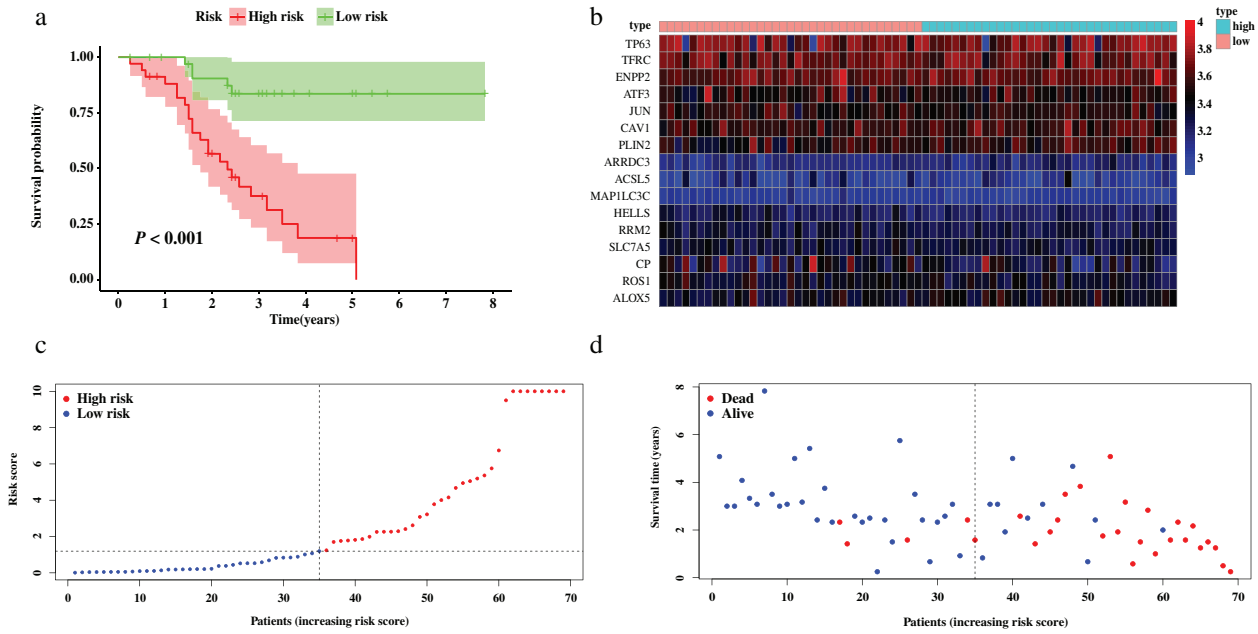 a
Risk High risk Low risk
1.00
0.75
0.50
0.25
0.00
Survival probability
P < 0.001
0 1 2 3 4 5 6 7 8
Time(years)
b
type
TP63
TFRC
ENPP2
ATF3
JUN
CAV1
PLIN2
ARRDC3
ACSL5
MAP1LC3C
HELLS
RRM2
SLC7A5
CP
ROS1
ALOX5
4
3.8
3.6
3.4
3.2
3
type
high
low
c
High risk
Low risk
10
8
6
4
2
0
Risk score
0 10 20 30 40 50 60 70
Patients (increasing risk score)
d
Dead
Alive
8
6
4
2
0
Survival time (years)
0 10 20 30 40 50 60 70
Patients (increasing risk score)